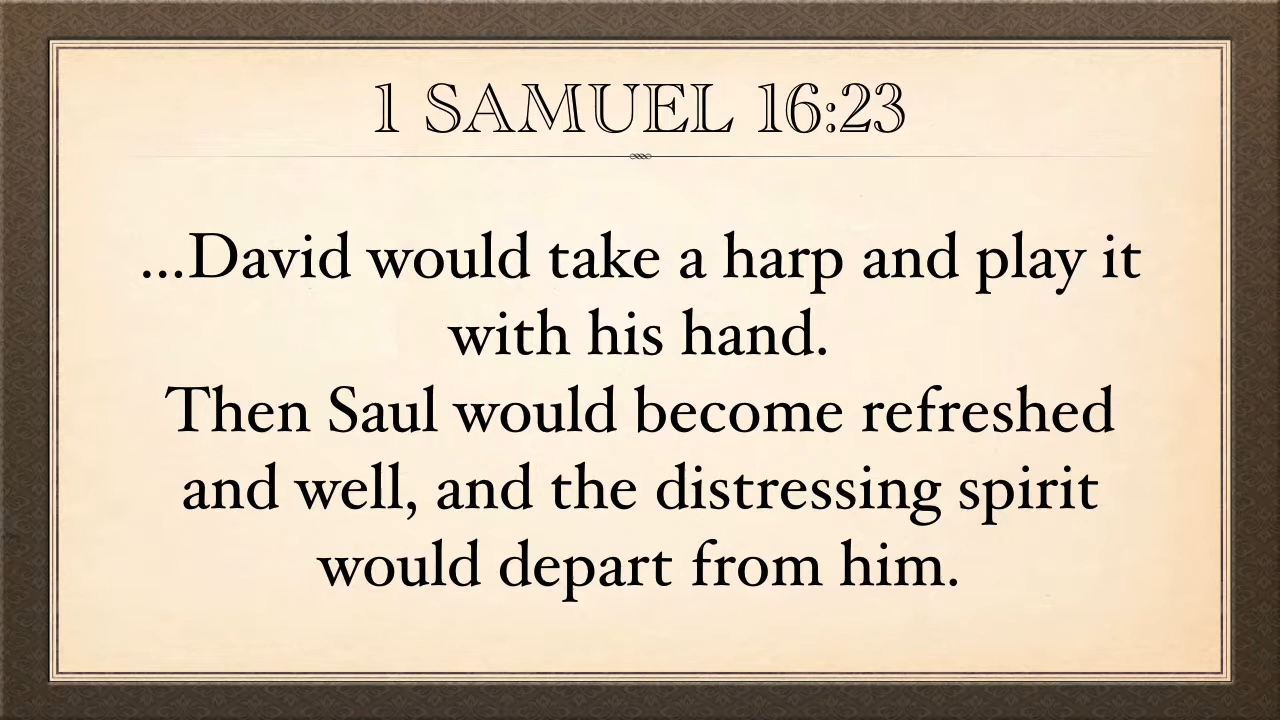 1 SAMUEL 16:23
...David would take a harp and play it
with his hand.
Then Saul would become refreshed
and well, and the distressing spirit
would depart from him.